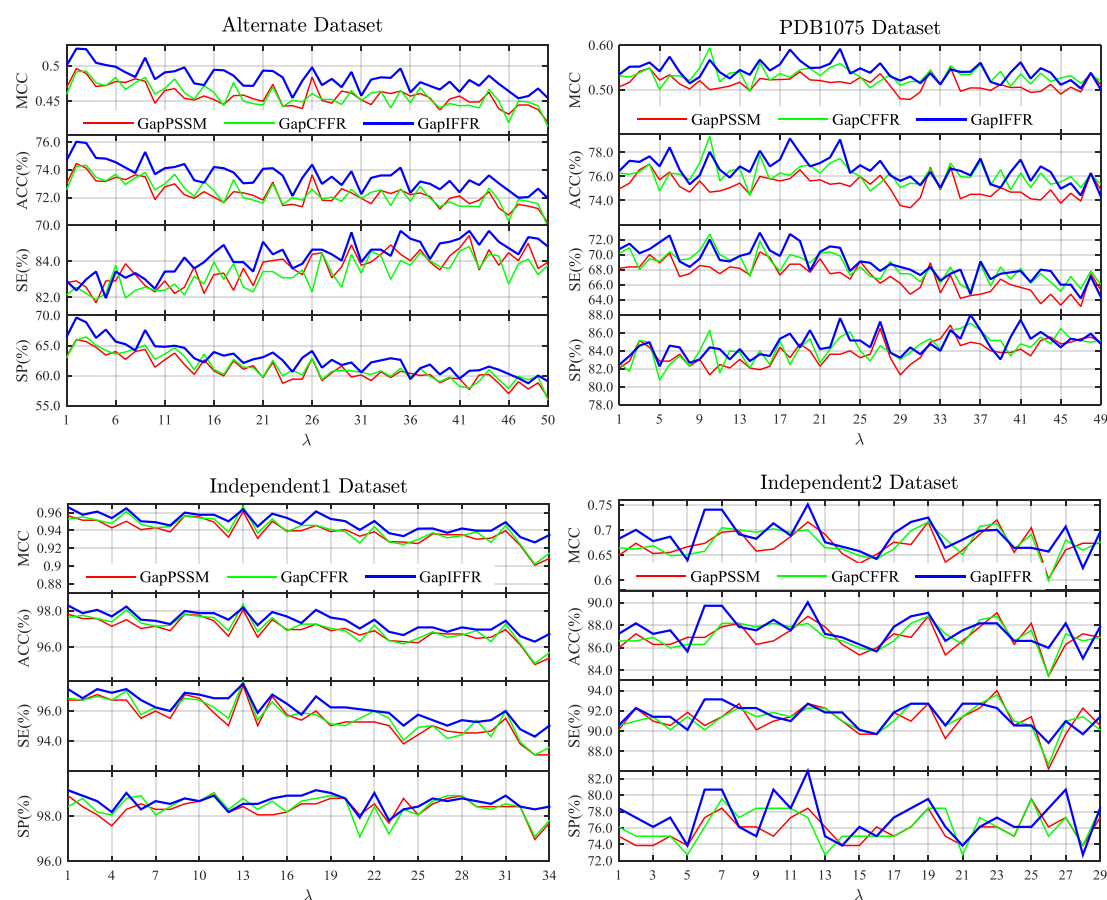 Alternate Dataset
MCC
0.5
0.45
GapPSSM GapCFFR GapIFFR
ACC(%)
76.0
74.0
72.0
70.0
SE(%)
84.0
82.0
SP(%)
70.0
65.0
60.0
55.0
1 6 11 16 21 26 31 36 41 46 50
λ
PDB1075 Dataset
MCC
0.60
0.50
GapPSSM GapCFFR GapIFFR
ACC(%)
78.0
76.0
74.0
SE(%)
72.0
70.0
68.0
66.0
64.0
SP(%)
88.0
86.0
84.0
82.0
80.0
78.0
1 5 9 13 17 21 25 29 33 37 41 45 49
λ
Independent1 Dataset
MCC
0.96
0.94
0.92
0.9
0.88
GapPSSM GapCFFR GapIFFR
ACC(%)
98.0
96.0
SE(%)
96.0
94.0
SP(%)
98.0
96.0
1 4 7 10 13 16 19 22 25 28 31 34
λ
Independent2 Dataset
MCC
0.75
0.7
0.65
0.6
GapPSSM GapCFFR GapIFFR
ACC(%)
90.0
88.0
86.0
84.0
SE(%)
94.0
92.0
90.0
88.0
SP(%)
82.0
80.0
78.0
76.0
74.0
72.0
1 3 5 7 9 11 13 15 17 19 21 23 25 27 29
λ